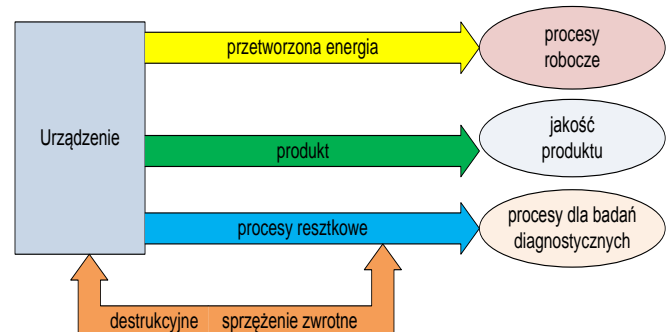 przetworzona energia
procesy
robocze
Urządzenie
produkt
jakość
produktu
procesy resztkowe
procesy dla badań
diagnostycznych
destrukcyjne sprzężenie zwrotne